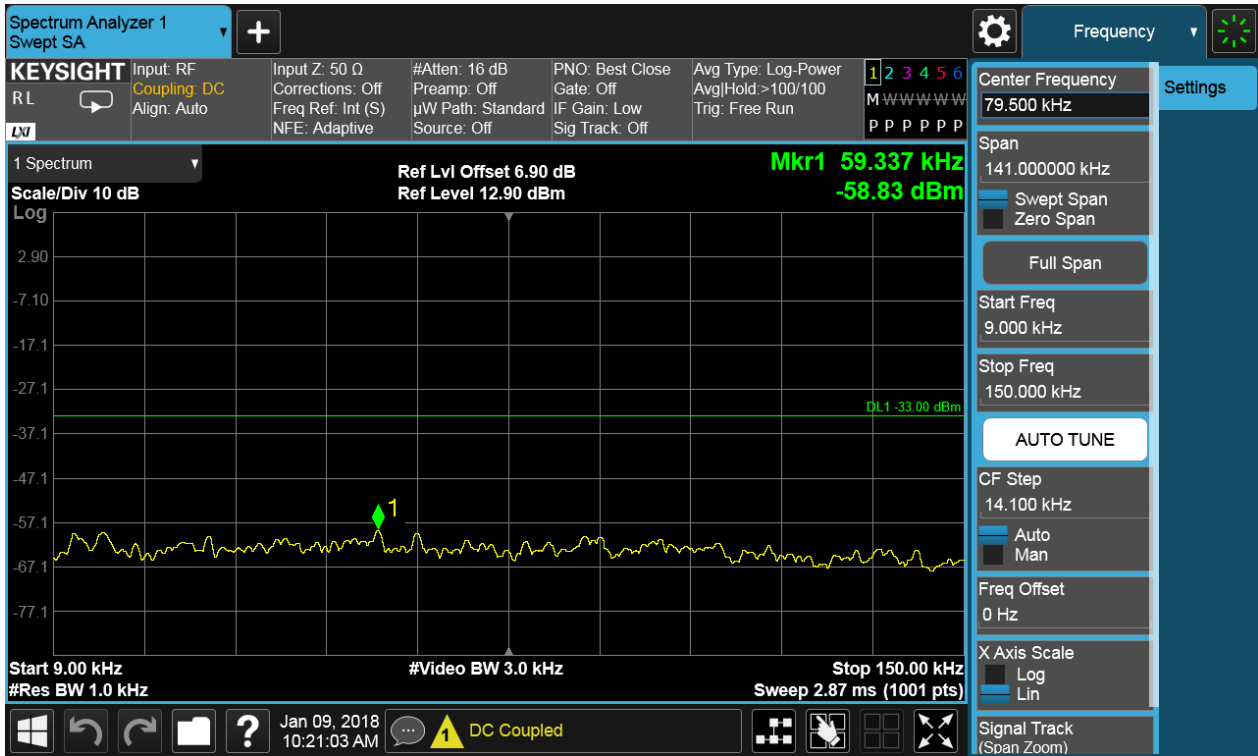 Spectrum Analyzer 1
Swept SA
+
Frequency
KEYSIGHT
RL
LXI
Input: RF
Coupling: DC
Align: Auto
Input Z: 50 Ω
Corrections: Off
Freq Ref: Int (S)
NFE: Adaptive
#Atten: 16 dB
Preamp: Off
µW Path: Standard
Source: Off
PNO: Best Close
Gate: Off
IF Gain: Low
Sig Track: Off
Avg Type: Log-Power
Avg|Hold:>100/100
Trig: Free Run
1 2 3 4 5 6
M W W W W W
P P P P P P
1 Spectrum
Scale/Div 10 dB
Log
Ref Lvl Offset 6.90 dB
Ref Level 12.90 dBm
Mkr1 59.337 kHz
-58.83 dBm
2.90
-7.10
-17.1
-27.1
-37.1
-47.1
-57.1
-67.1
-77.1
DL1 -33.00 dBm
1
Start 9.00 kHz
#Res BW 1.0 kHz
#Video BW 3.0 kHz
Stop 150.00 kHz
Sweep 2.87 ms (1001 pts)
Center Frequency
79.500 kHz
Span
141.000000 kHz
Swept Span
Zero Span
Full Span
Start Freq
9.000 kHz
Stop Freq
150.000 kHz
AUTO TUNE
CF Step
14.100 kHz
Auto
Man
Freq Offset
0 Hz
X Axis Scale
Log
Lin
Signal Track
(Span Zoom)
Settings
?
Jan 09, 2018
10:21:03 AM
1
DC Coupled